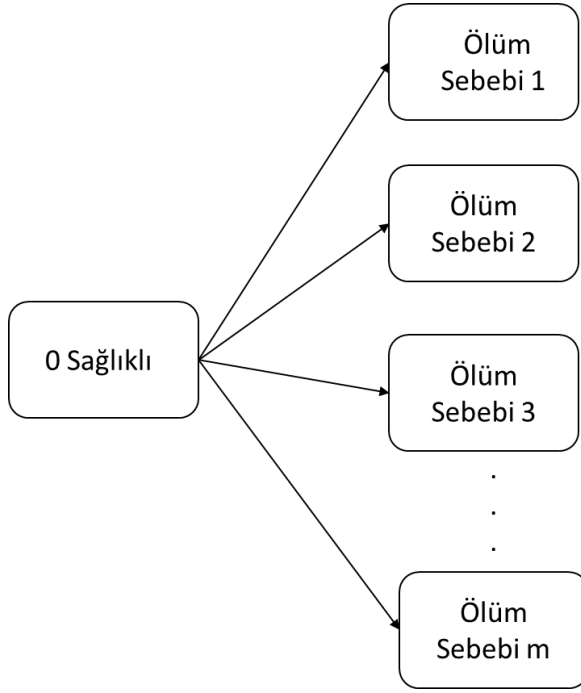 Ölüm
Sebebi 1
Ölüm
Sebebi 2
0 Sağlıklı
Ölüm
Sebebi 3
.
.
.
Ölüm
Sebebi m